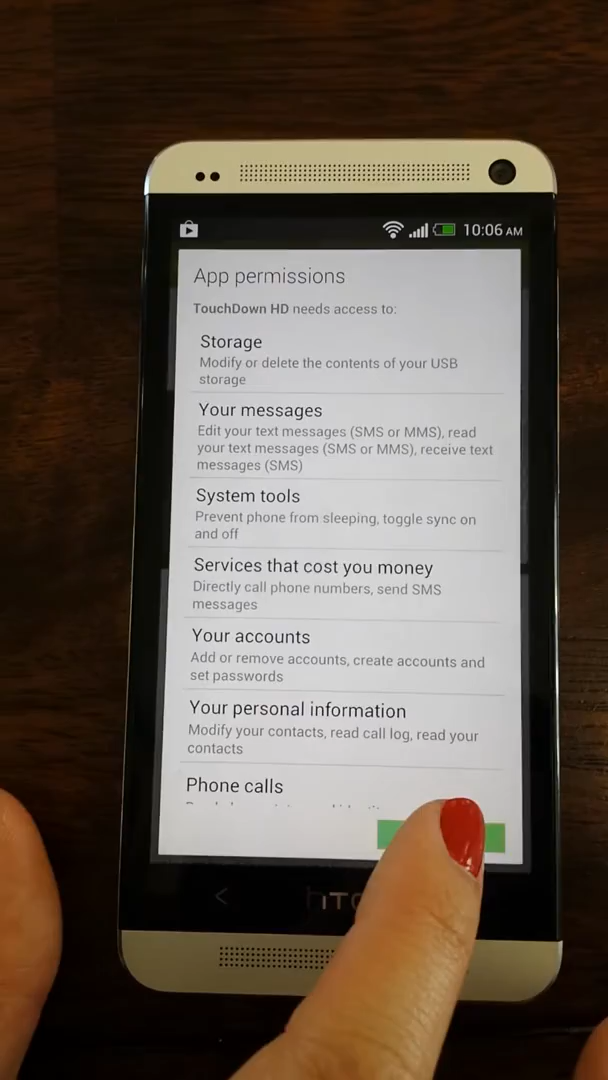 10:06 AM
App permissions
TouchDown HD needs access to:
Storage
Modify or delete the contents of your USB
storage
Your messages
Edit your text messages (SMS or MMS), read
your text messages (SMS or MMS), receive text
messages (SMS)
System tools
Prevent phone from sleeping, toggle sync on
and off
Services that cost you money
Directly call phone numbers, send SMS
messages
Your accounts
Add or remove accounts, create accounts and
set passwords
Your personal information
Modify your contacts, read call log, read your
contacts
Phone calls